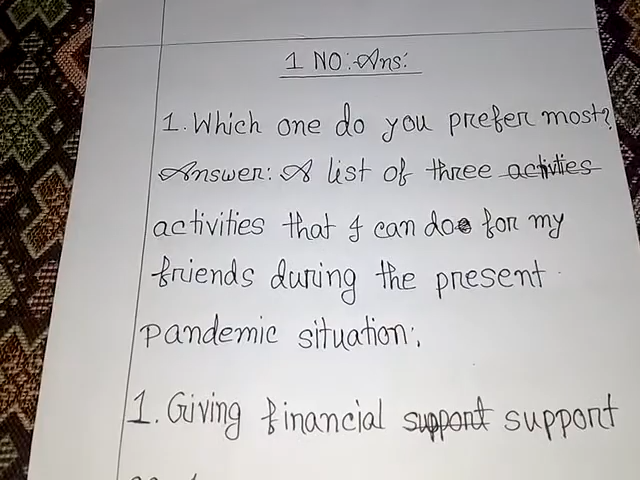 1 NO: Ans:
1. Which one do you prefer most?
Answer: A list of three activties
activities that I can do for my
friends during the present
pandemic situation:
1. Giving financial support support